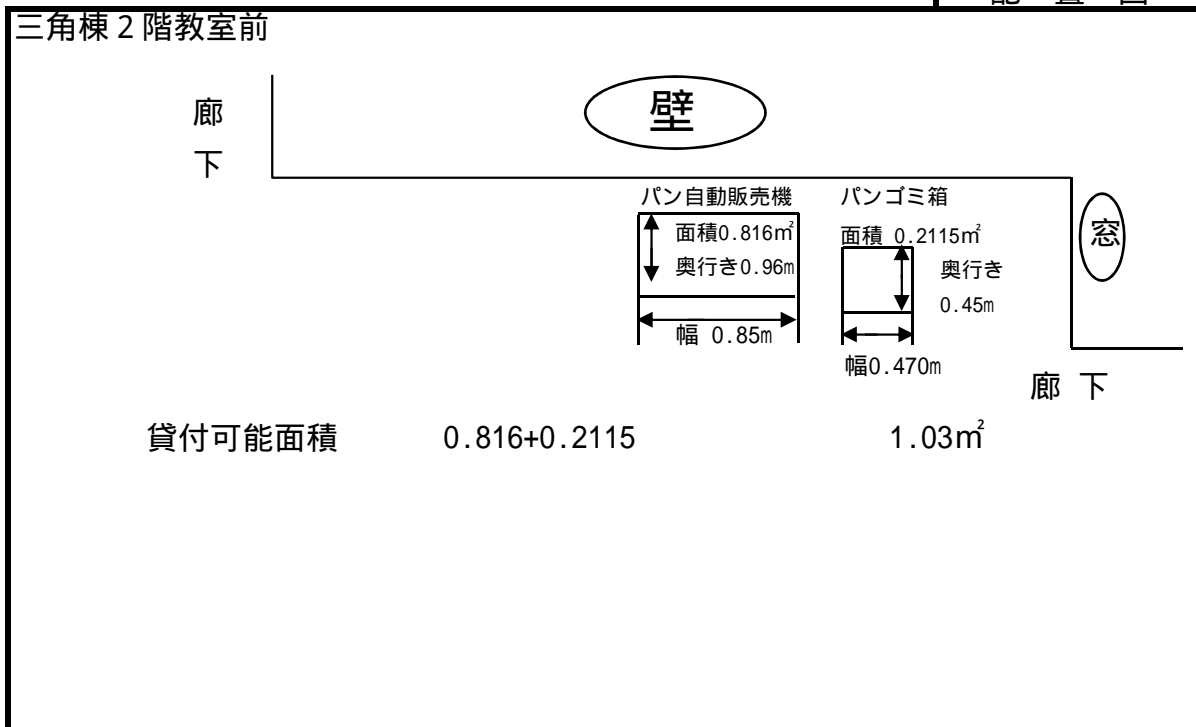 三角棟2階教室前
廊
下
壁
パン自動販売機
面積0.816㎡
奥行き0.96m
幅 0.85m
パンゴミ箱
面積 0.2115㎡
奥行き
0.45m
幅0.470m
窓
廊 下
貸付可能面積 0.816+0.2115 1.03㎡